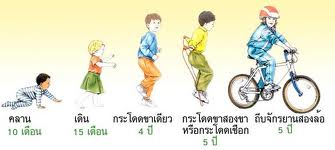 คลาน
10 เดือน
เดิน
15 เดือน
กระโดดขาเดียว
4 ปี
กระโดดขาสองขา
หรือกระโดดเชือก
5 ปี
ถีบจักรยานสองล้อ
5 ปี